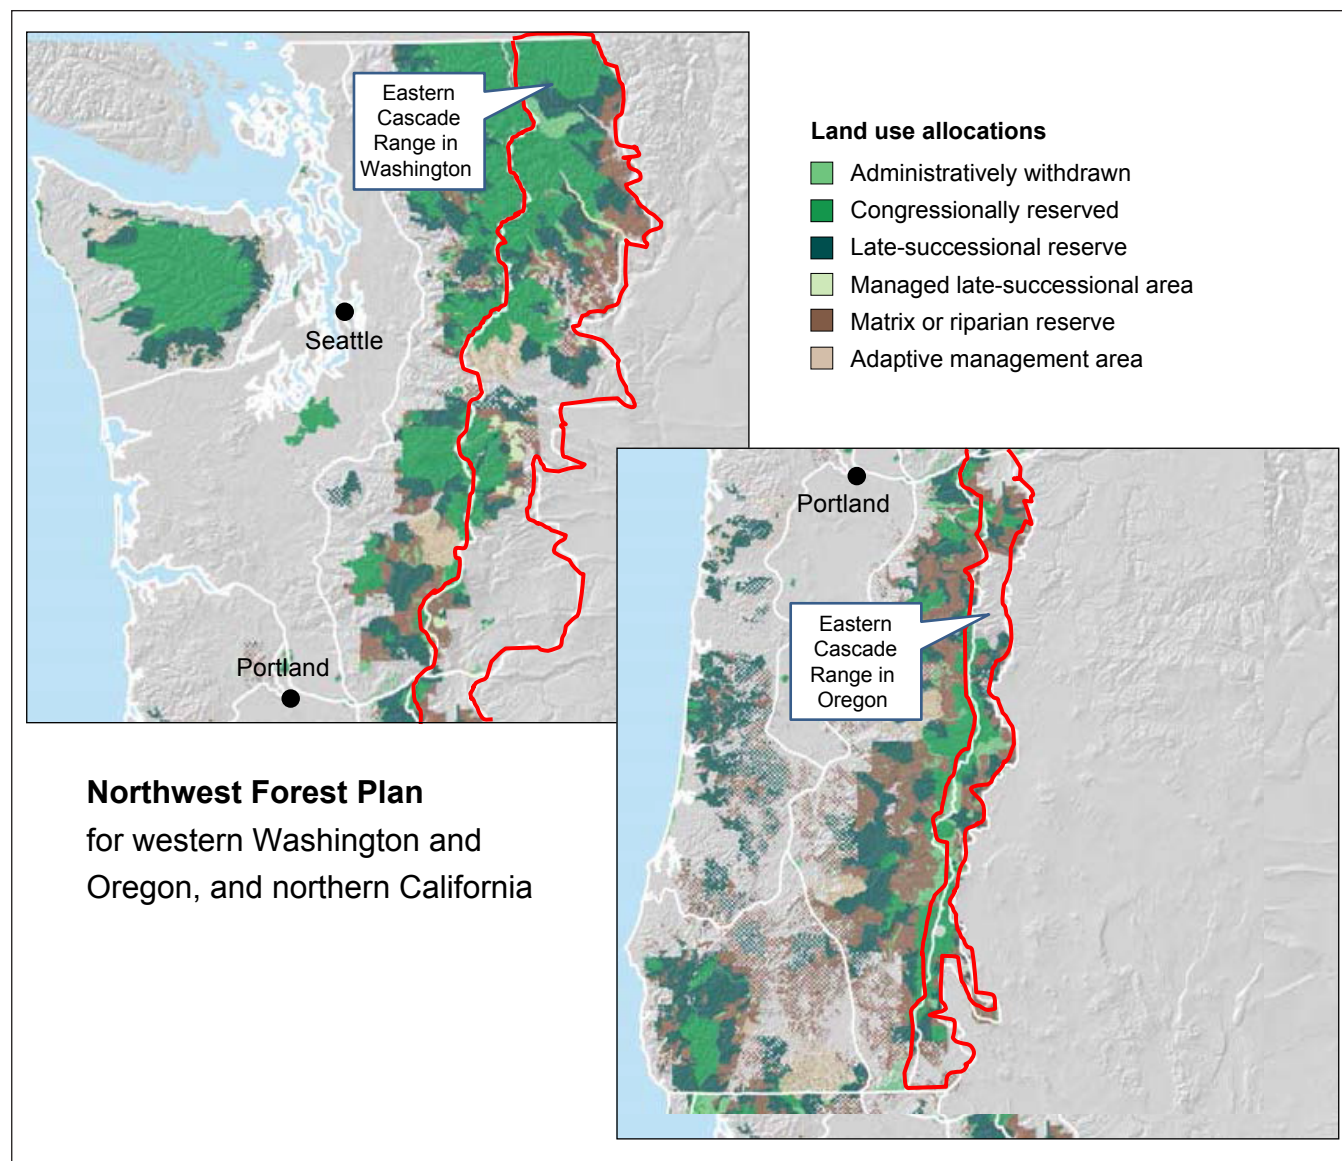 Eastern
Cascade
Range in
Washington
Seattle
Portland
Land use allocations
Administratively withdrawn
Congressionally reserved
Late-successional reserve
Managed late-successional area
Matrix or riparian reserve
Adaptive management area
Portland
Eastern
Cascade
Range in
Oregon
Northwest Forest Plan
for western Washington and
Oregon, and northern California